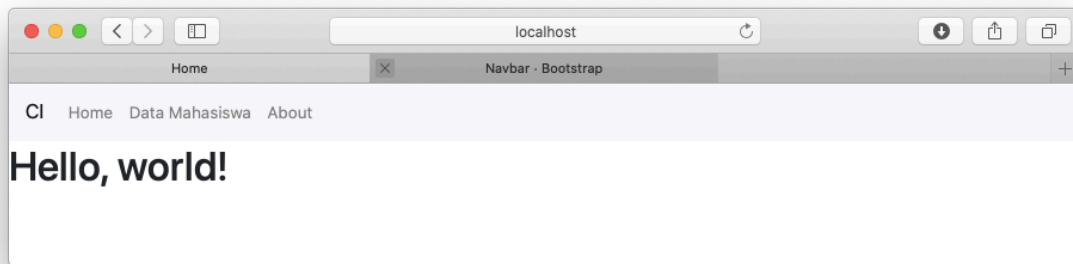 localhost
Home
Navbar · Bootstrap
CI Home Data Mahasiswa About
Hello, world!